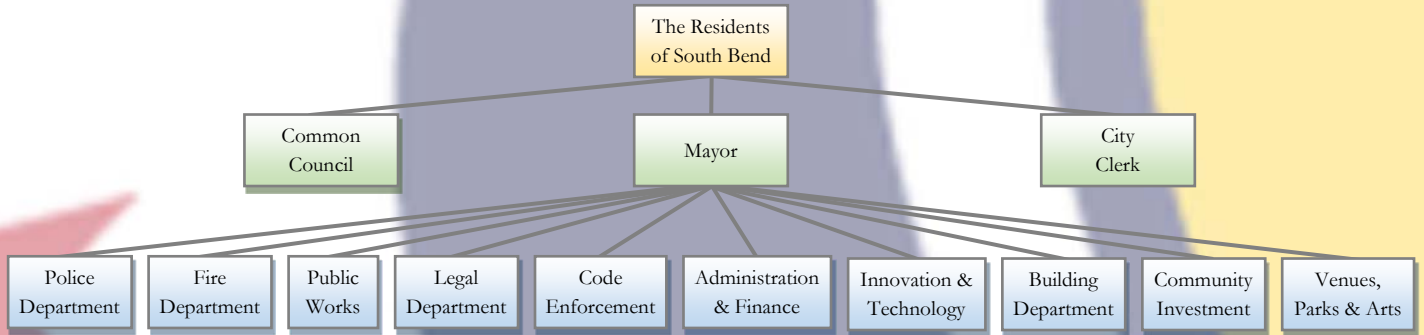 The Residents
of South Bend
Common
Council
Mayor
City
Clerk
Police
Department
Fire
Department
Public
Works
Legal
Department
Code
Enforcement
Administration
& Finance
Innovation &
Technology
Building
Department
Community
Investment
Venues,
Parks & Arts